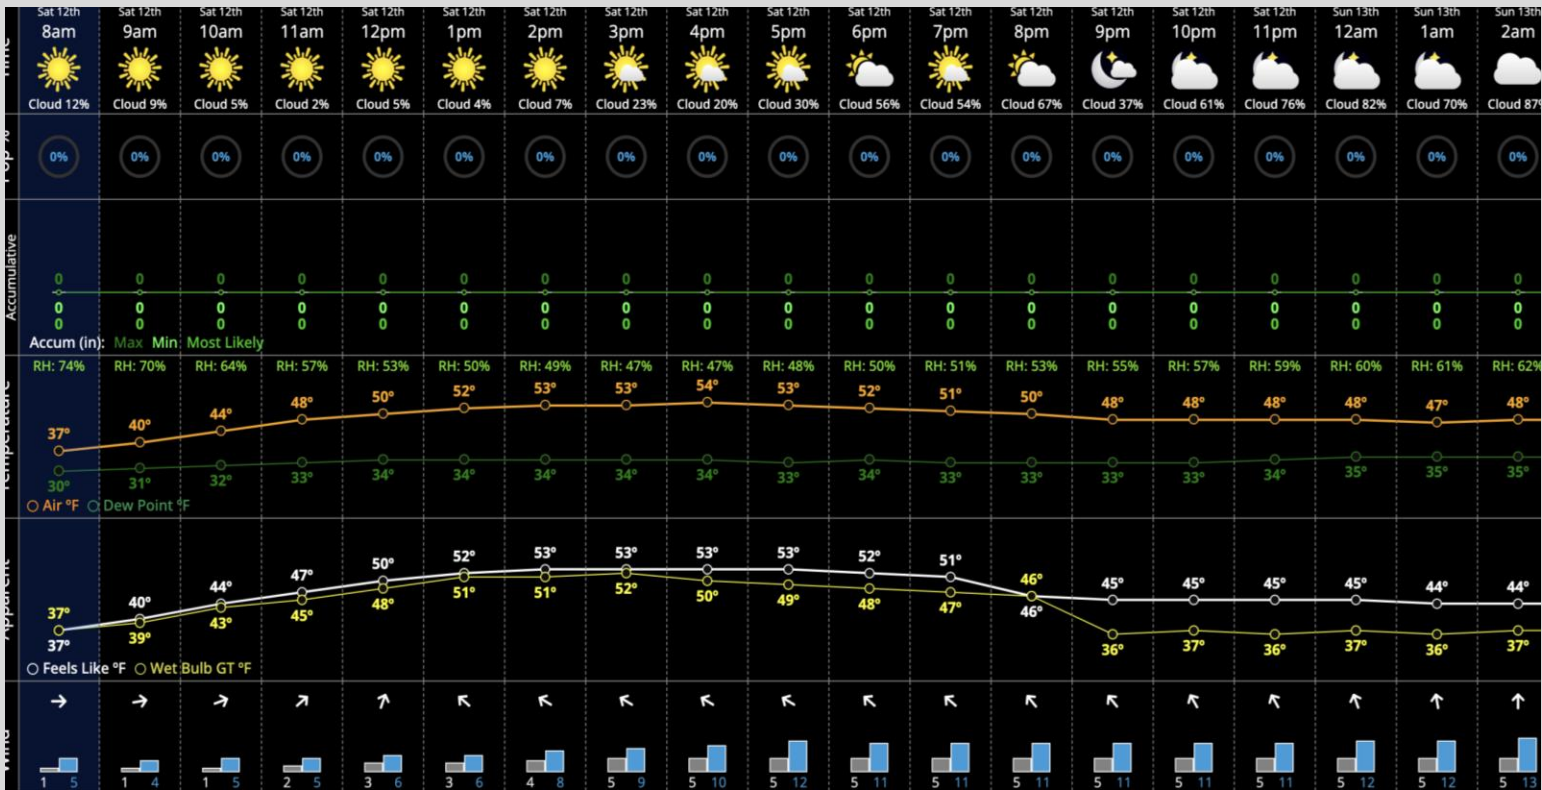 Sat 12th Sat 12th Sat 12th Sat 12th Sat 12th Sat 12th Sat 12th Sat 12th Sat 12th Sat 12th Sat 12th Sat 12th Sat 12th Sat 12th Sat 12th Sat 12th Sun 13th Sun 13th Sun 13th
8am 9am 10am 11am 12pm 1pm 2pm 3pm 4pm 5pm 6pm 7pm 8pm 9pm 10pm 11pm 12am 1am 2am
Cloud 12% Cloud 9% Cloud 5% Cloud 2% Cloud 5% Cloud 4% Cloud 7% Cloud 23% Cloud 20% Cloud 30% Cloud 56% Cloud 54% Cloud 67% Cloud 37% Cloud 61% Cloud 76% Cloud 82% Cloud 70% Cloud 87%
0% 0% 0% 0% 0% 0% 0% 0% 0% 0% 0% 0% 0% 0% 0% 0% 0% 0% 0%
Accumulative
0 0 0 0 0 0 0 0 0 0 0 0 0 0 0 0 0 0 0
0 0 0 0 0 0 0 0 0 0 0 0 0 0 0 0 0 0 0
0 0 0 0 0 0 0 0 0 0 0 0 0 0 0 0 0 0 0
Accum (in): Max Min Most Likely
Temperature
RH: 74% RH: 70% RH: 64% RH: 57% RH: 53% RH: 50% RH: 49% RH: 47% RH: 47% RH: 48% RH: 50% RH: 51% RH: 53% RH: 55% RH: 57% RH: 59% RH: 60% RH: 61% RH: 62%
37° 40° 44° 48° 50° 52° 53° 53° 54° 53° 52° 51° 50° 48° 48° 48° 48° 47° 48°
30° 31° 32° 33° 34° 34° 34° 34° 34° 33° 34° 33° 33° 33° 33° 34° 35° 35° 35°
Air °F Dew Point °F
Apparent
37° 40° 44° 47° 50° 52° 53° 53° 53° 53° 52° 51° 46° 45° 45° 45° 45° 44° 44°
37° 39° 43° 45° 48° 51° 51° 52° 50° 49° 48° 47° 46° 36° 37° 36° 37° 36° 37°
Feels Like °F Wet Bulb GT °F
Wind
1 5 1 4 1 5 2 5 3 6 3 6 4 8 5 9 5 10 5 12 5 11 5 11 5 11 5 11 5 11 5 11 5 12 5 12 5 13